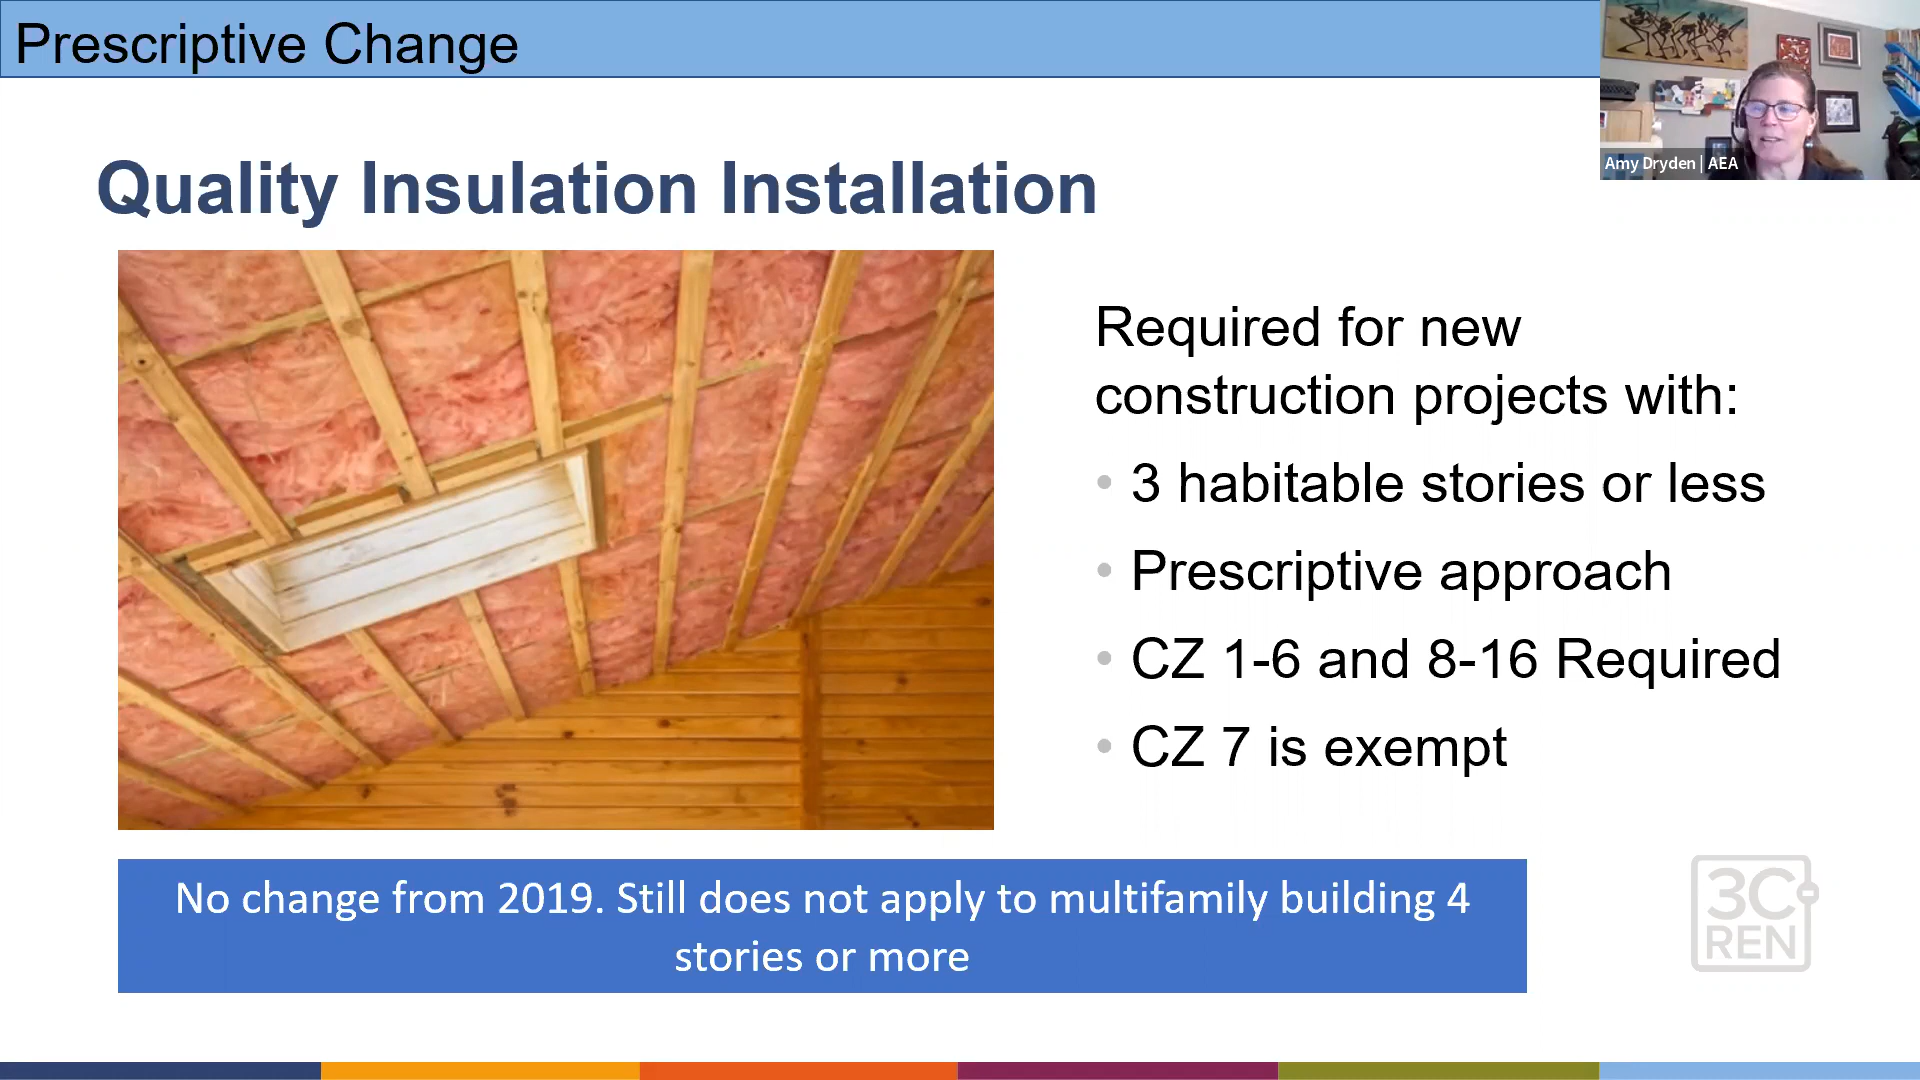 Prescriptive Change
Amy Dryden | AEA
Quality Insulation Installation
Required for new
construction projects with:
• 3 habitable stories or less
• Prescriptive approach
• CZ 1-6 and 8-16 Required
• CZ 7 is exempt
No change from 2019. Still does not apply to multifamily building 4
stories or more
3C
REN